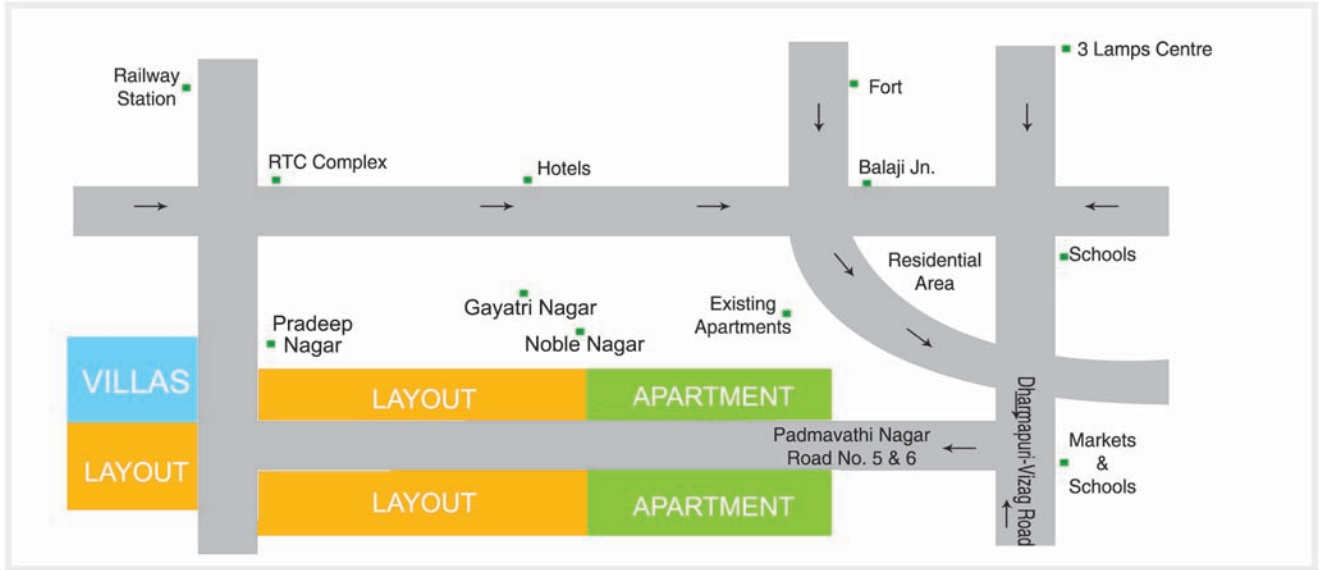 3 Lamps Centre
Railway
Station
Fort
RTC Complex
Hotels
Balaji Jn.
Schools
Residential
Area
Gayatri Nagar
Existing
Apartments
Pradeep
Nagar
Noble Nagar
VILLAS
LAYOUT
APARTMENT
Dharmapuri-Vizag Road
Padmavathi Nagar
Road No. 5 & 6
Markets
&
Schools
LAYOUT
LAYOUT
APARTMENT